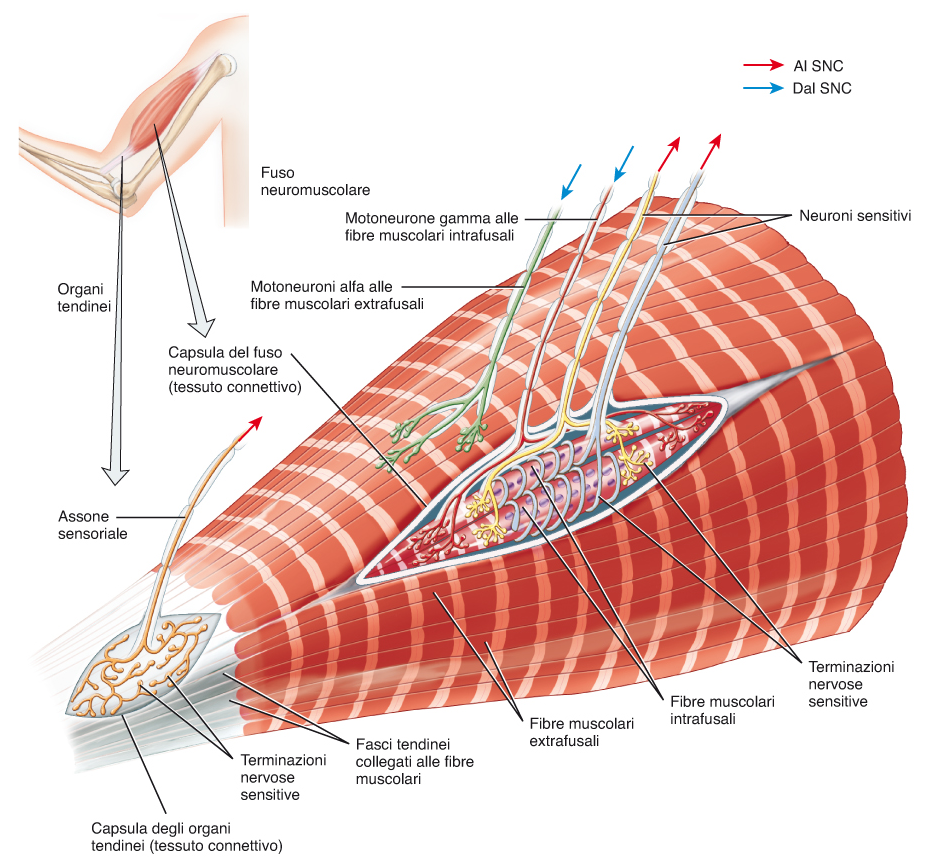 Al SNC
Dal SNC
Fuso
neuromuscolare
Motoneurone gamma alle
fibre muscolari intrafusali
Neuroni sensitivi
Organi
tendinei
Motoneuroni alfa alle
fibre muscolari extrafusali
Capsula del fuso
neuromuscolare
(tessuto connettivo)
Assone
sensoriale
Terminazioni
nervose
sensitive
Fibre muscolari
intrafusali
Fibre muscolari
extrafusali
Fasci tendinei
collegati alle fibre
muscolari
Terminazioni
nervose
sensitive
Capsula degli organi
tendinei (tessuto connettivo)